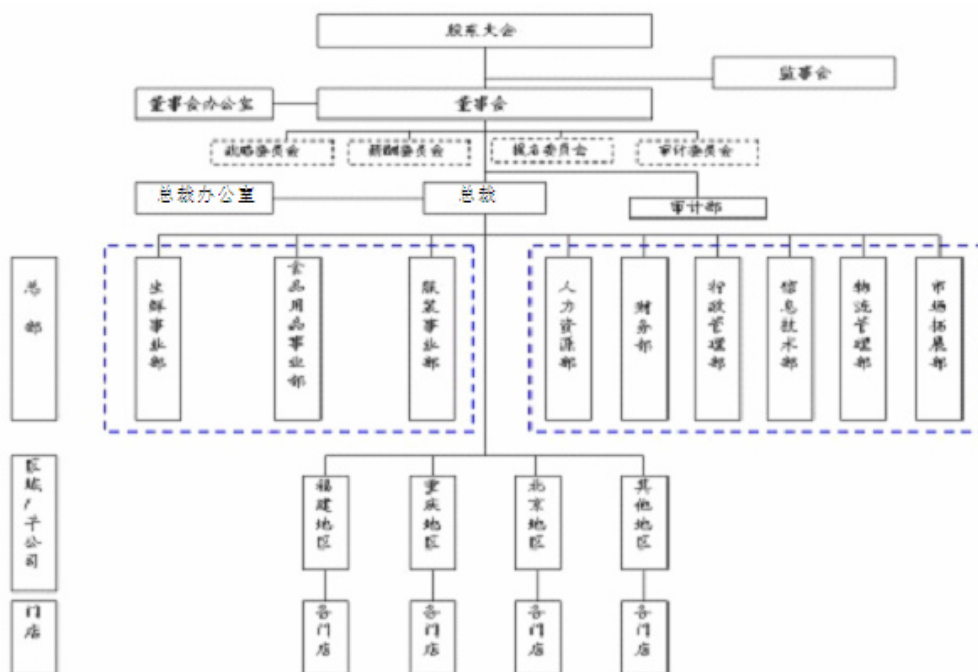 股东大会
监事会
董事会办公室
董事会
战略委员会
薪酬委员会
提名委员会
审计委员会
总裁办公室
总裁
审计部
总部
生鲜事业部
食品用品事业部
服装事业部
人力资源部
财务部
行政管理部
信息技术部
物流管理部
市场拓展部
区域/子公司
福建地区
重庆地区
北京地区
其他地区
门店
各门店
各门店
各门店
各门店